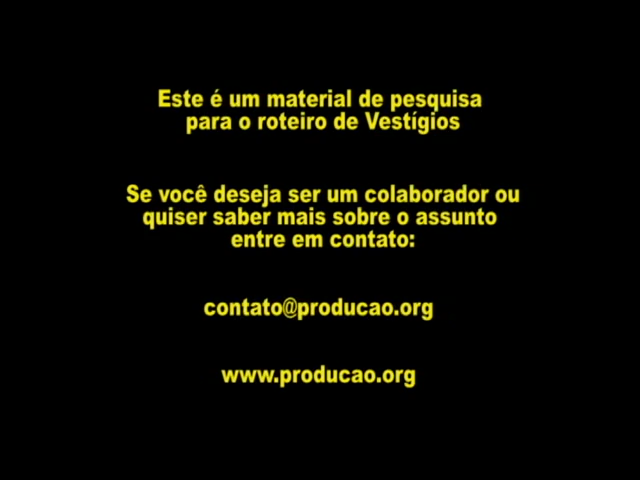 Este é um material de pesquisa
para o roteiro de Vestígios
Se você deseja ser um colaborador ou
quiser saber mais sobre o assunto
entre em contato:
contato@producao.org
www.producao.org